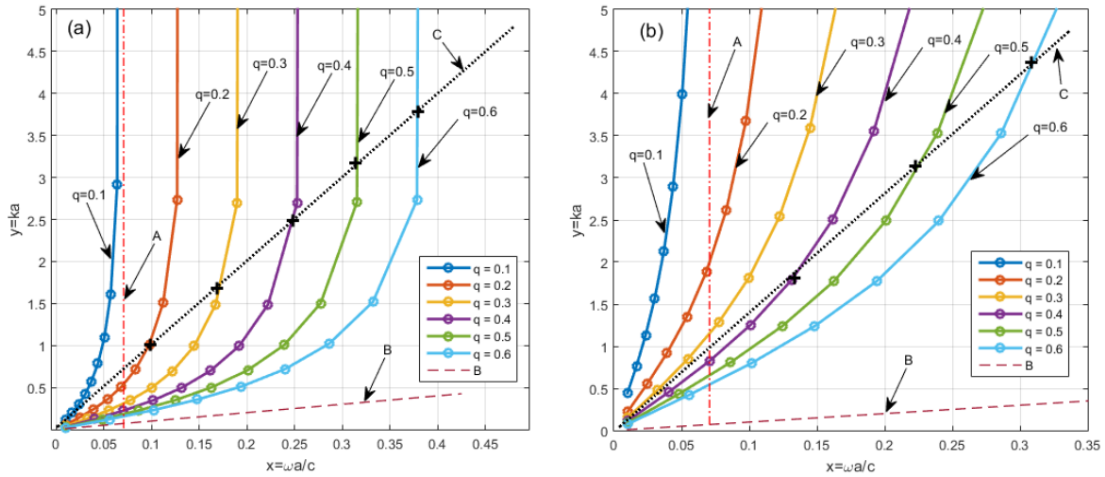 (a)
5
4.5
4
3.5
3
2.5
2
1.5
1
0.5
0
y=ka
0
0.05
0.1
0.15
0.2
0.25
0.3
0.35
0.4
0.45
x=ωa/c
q=0.1
A
q=0.2
q=0.3
q=0.4
q=0.5
q=0.6
C
B
q = 0.1
q = 0.2
q = 0.3
q = 0.4
q = 0.5
q = 0.6
B
(b)
5
4.5
4
3.5
3
2.5
2
1.5
1
0.5
0
y=ka
0
0.05
0.1
0.15
0.2
0.25
0.3
0.35
x=ωa/c
q=0.1
A
q=0.2
q=0.3
q=0.4
q=0.5
q=0.6
C
B
q = 0.1
q = 0.2
q = 0.3
q = 0.4
q = 0.5
q = 0.6
B